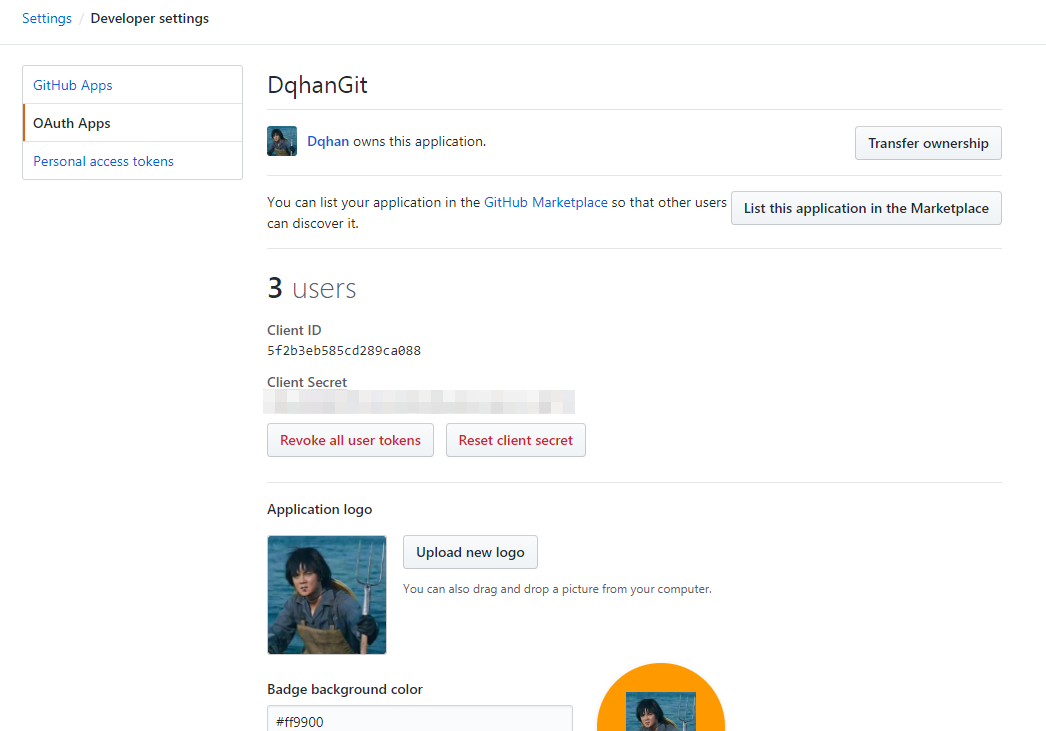 Settings / Developer settings
GitHub Apps
OAuth Apps
Personal access tokens
DqhanGit
Dqhan owns this application.
Transfer ownership
You can list your application in the GitHub Marketplace so that other users
can discover it.
List this application in the Marketplace
3 users
Client ID
5f2b3eb585cd289ca088
Client Secret
Revoke all user tokens
Reset client secret
Application logo
Upload new logo
You can also drag and drop a picture from your computer.
Badge background color
#ff9900